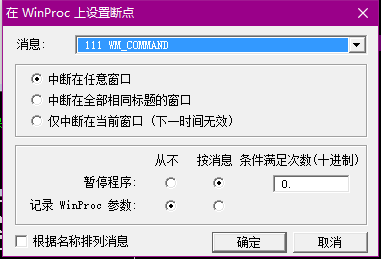 在 WinProc 上设置断点
消息: 111 WM_COMMAND
中断在任意窗口
中断在全部相同标题的窗口
仅中断在当前窗口 (下一时间无效)
从不 按消息 条件满足次数(十进制)
暂停程序: 0.
记录 WinProc 参数:
根据名称排列消息 确定 取消